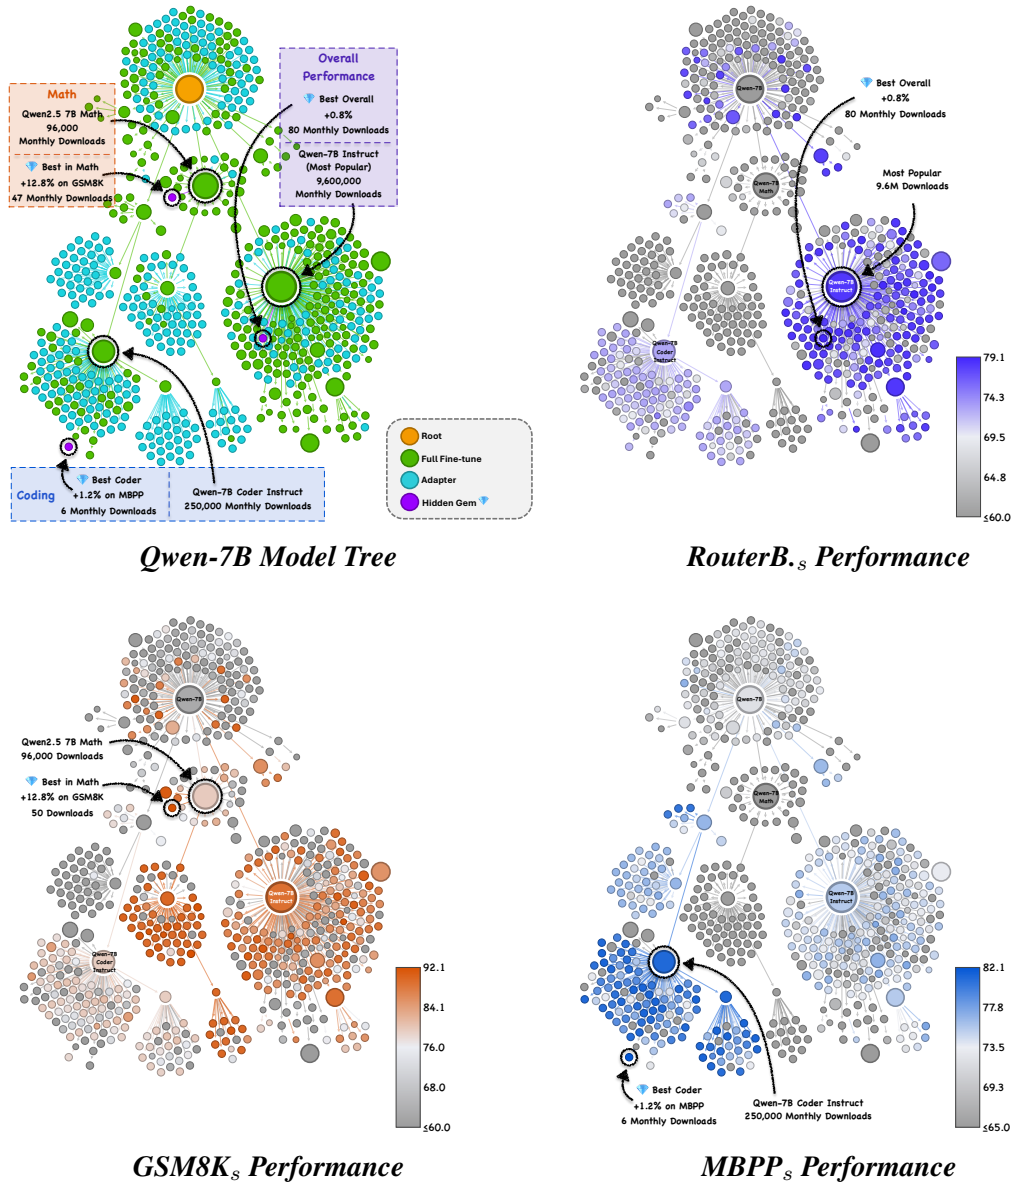 Overall
Performance
💎 Best Overall
+0.8%
80 Monthly Downloads
Qwen-7B Instruct
(Most Popular)
9,600,000
Monthly Downloads
Math
Qwen2.5 7B Math
96,000
Monthly Downloads
💎 Best in Math
+12.8% on GSM8K
47 Monthly Downloads
Root
Full Fine-tune
Adapter
Hidden Gem 💎
Coding
💎 Best Coder
+1.2% on MBPP
6 Monthly Downloads
Qwen-7B Coder Instruct
250,000 Monthly Downloads
Qwen-7B Model Tree
Qwen-7B
💎 Best Overall
+0.8%
80 Monthly Downloads
Qwen-7B
Math
Most Popular
9.6M Downloads
Qwen-7B
Instruct
Qwen-7B
Coder
Instruct
79.1
74.3
69.5
64.8
≤60.0
RouterB.s Performance
Qwen-7B
Qwen2.5 7B Math
96,000 Downloads
💎 Best in Math
+12.8% on GSM8K
50 Downloads
Qwen-7B
Instruct
Qwen-7B
Coder
Instruct
92.1
84.1
76.0
68.0
≤60.0
GSM8Ks Performance
Qwen-7B
Qwen-7B
Math
Qwen-7B
Instruct
💎 Best Coder
+1.2% on MBPP
6 Monthly Downloads
Qwen-7B Coder Instruct
250,000 Monthly Downloads
82.1
77.8
73.5
69.3
≤65.0
MBPPs Performance